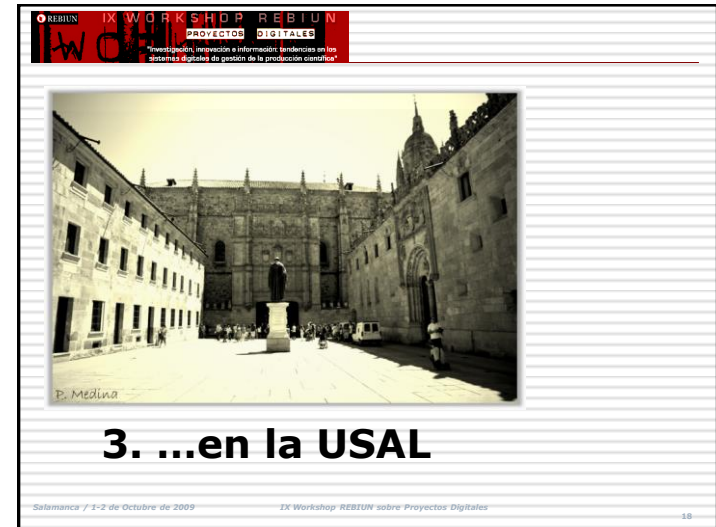 REBIUN IX WORKSHOP REBIUN
PROYECTOS DIGITALES
"Investigación, innovación e información: tendencias en los
sistemas digitales de gestión de la producción científica"
P. Medina
3. ...en la USAL
Salamanca / 1-2 de Octubre de 2009 IX Workshop REBIUN sobre Proyectos Digitales
18